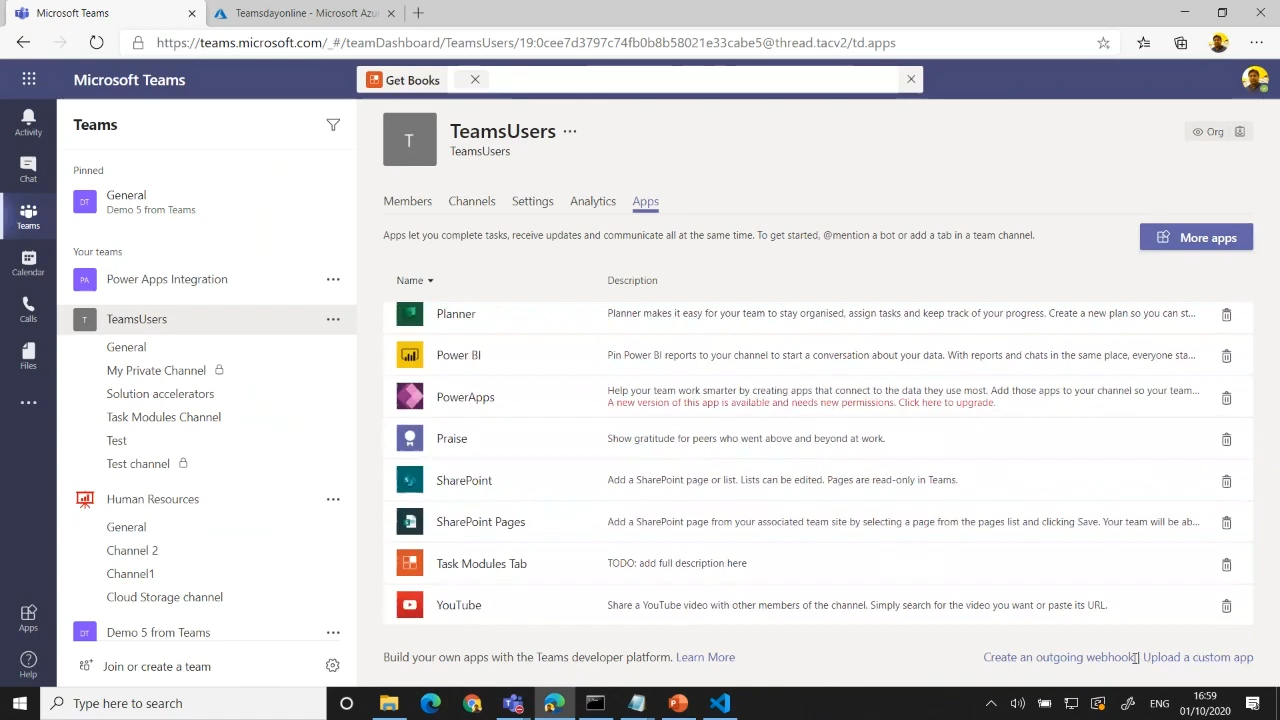 Microsoft Teams
Teamsdayonline - Microsoft Azu
https://teams.microsoft.com/_#/teamDashboard/TeamsUsers/19:0cee7d3797c74fb0b8b58021e33cabe5@thread.tacv2/td.apps
Microsoft Teams
Get Books
Activity
Chat
Teams
Calendar
Calls
Files
Apps
Help
Teams
Pinned
DT
General
Demo 5 from Teams
Your teams
PA
Power Apps Integration
T
TeamsUsers
General
My Private Channel
Solution accelerators
Task Modules Channel
Test
Test channel
Human Resources
General
Channel 2
Channel1
Cloud Storage channel
DT
Demo 5 from Teams
Join or create a team
T
TeamsUsers
TeamsUsers
Org
Members Channels Settings Analytics Apps
Apps let you complete tasks, receive updates and communicate all at the same time. To get started, @mention a bot or add a tab in a team channel.
More apps
Name Description
Planner Planner makes it easy for your team to stay organised, assign tasks and keep track of your progress. Create a new plan so you can st...
Power BI Pin Power BI reports to your channel to start a conversation about your data. With reports and chats in the same place, everyone sta...
PowerApps Help your team work smarter by creating apps that connect to the data they use most. Add those apps to your channel so your team...
A new version of this app is available and needs new permissions. Click here to upgrade.
Praise Show gratitude for peers who went above and beyond at work.
SharePoint Add a SharePoint page or list. Lists can be edited. Pages are read-only in Teams.
SharePoint Pages Add a SharePoint page from your associated team site by selecting a page from the pages list and clicking Save. Your team will be ab...
Task Modules Tab TODO: add full description here
YouTube Share a YouTube video with other members of the channel. Simply search for the video you want or paste its URL.
Build your own apps with the Teams developer platform. Learn More
Create an outgoing webhook Upload a custom app
Type here to search
ENG
16:59
01/10/2020